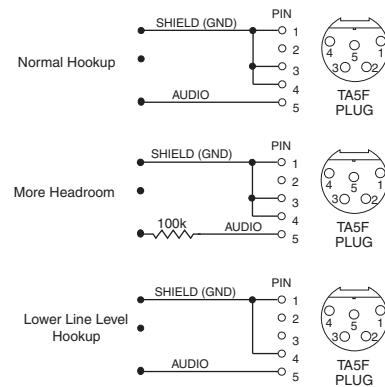 PIN
SHIELD (GND) 1
2
3
4
AUDIO 5
Normal Hookup
4 5 1
3 2
TA5F
PLUG
PIN
SHIELD (GND) 1
2
3
4
100k AUDIO 5
More Headroom
4 5 1
3 2
TA5F
PLUG
PIN
SHIELD (GND) 1
2
3
4
AUDIO 5
Lower Line Level
Hookup
4 5 1
3 2
TA5F
PLUG